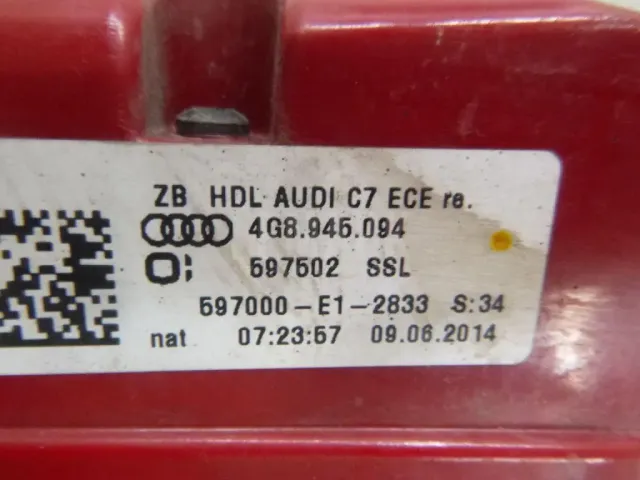 ZB HDL AUDI C7 ECE re.
4G8.945.094
597502 SSL
597000-E1-2833 S:34
nat 07:23:57 09.06.2014